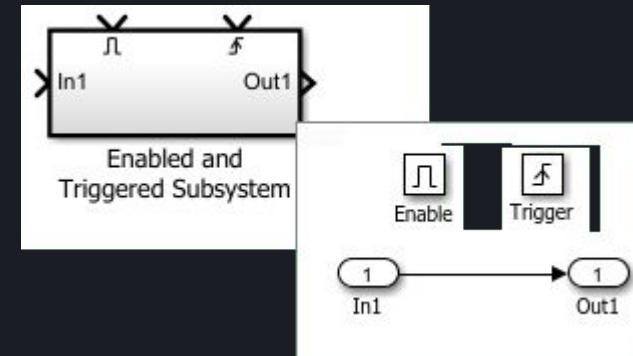 In1
Out1
Enabled and
Triggered Subsystem
Enable
Trigger
1
1
In1
Out1